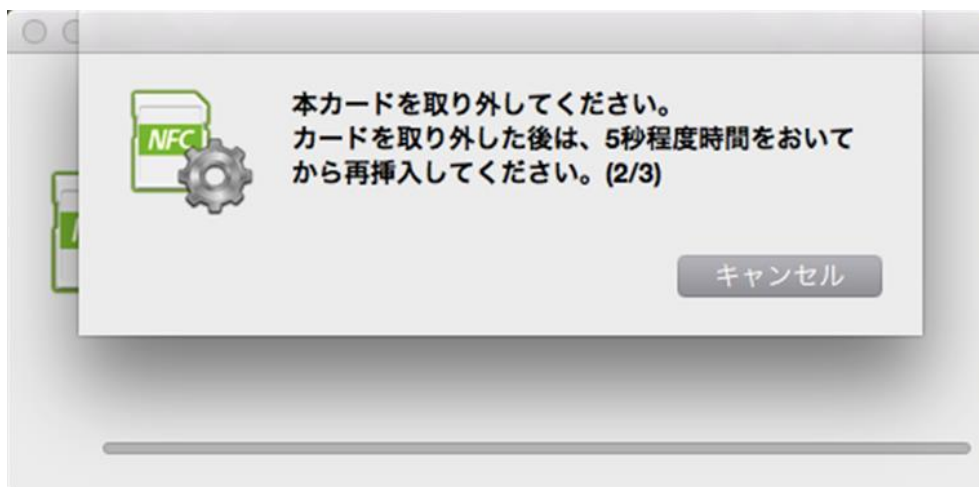 NFC
本カードを取り外してください。
カードを取り外した後は、5秒程度時間をおいて
から再挿入してください。(2/3)
キャンセル